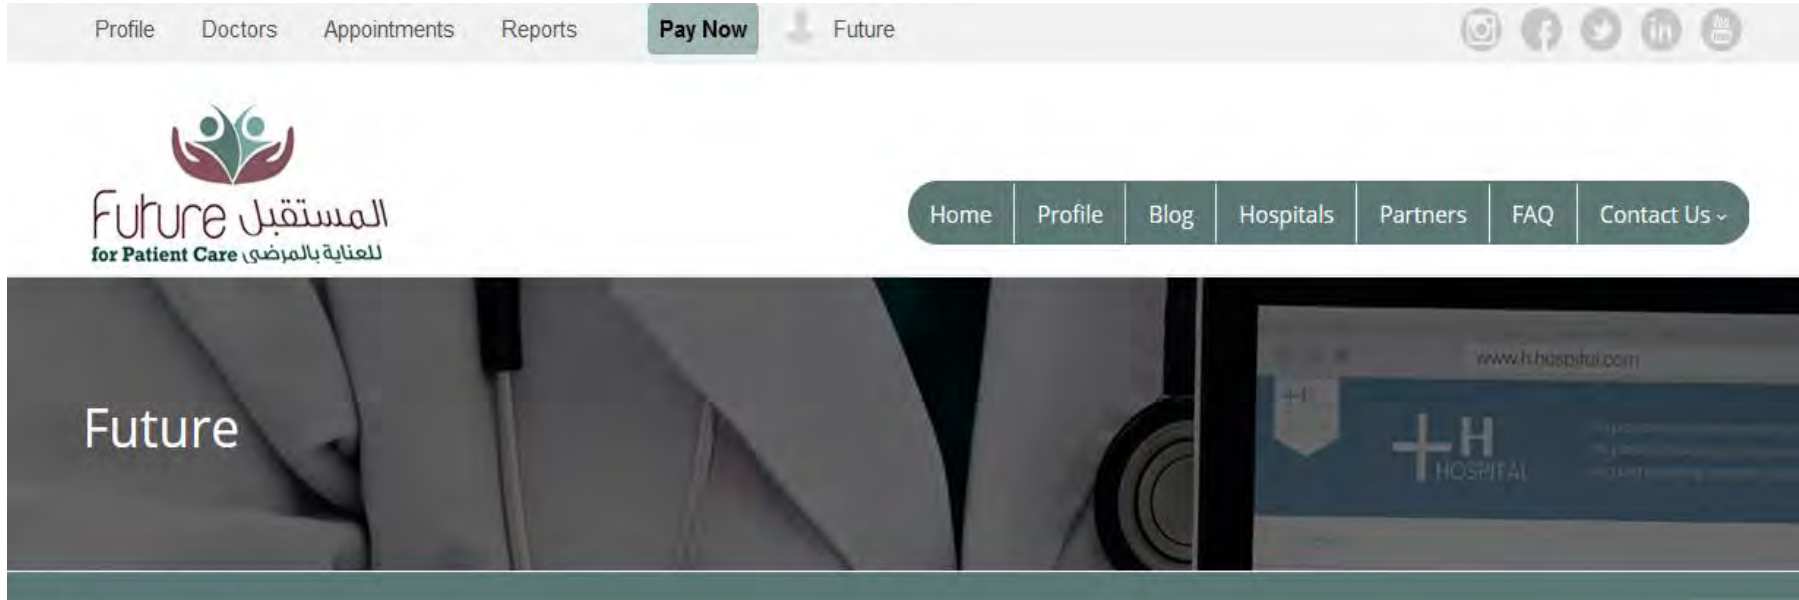 Profile Doctors Appointments Reports Pay Now Future
Future المستقبل
for Patient Care للعناية بالمرضى
Home Profile Blog Hospitals Partners FAQ Contact Us
www.h.hospital.com
Future
+H
H
HOSPITAL